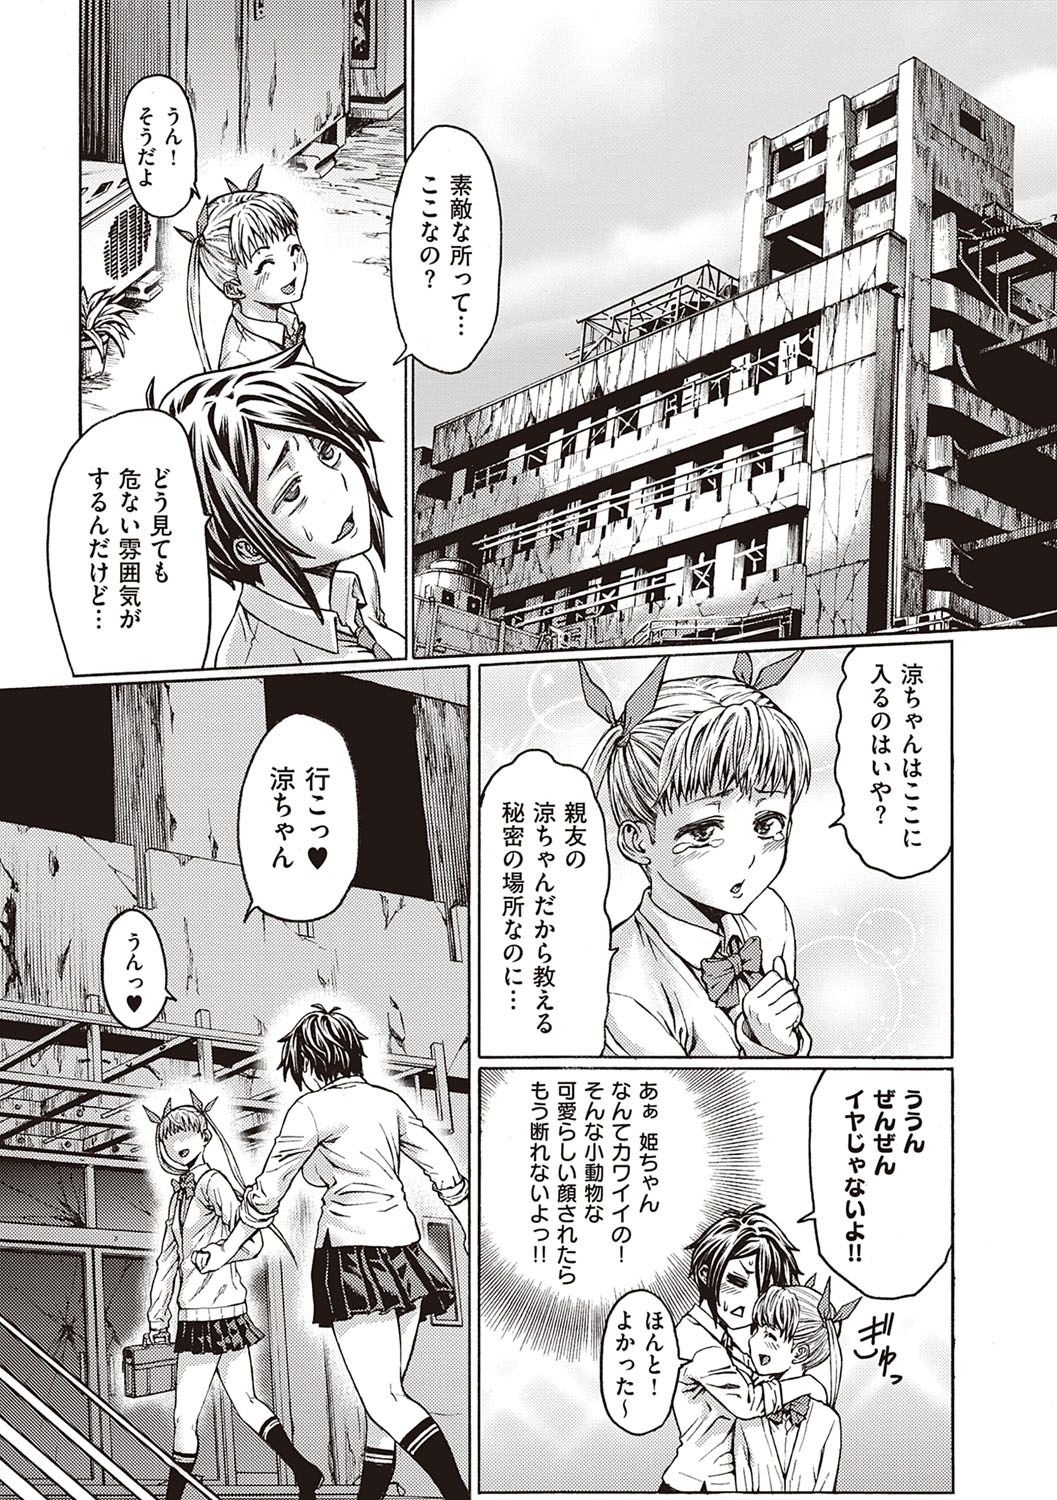 素敵な所って…
ここなの？
うん！
そうだよ
どう見ても
危ない雰囲気が
するんだけど…
涼ちゃんはここに
入るのはいや？
親友の
涼ちゃんだから教える
秘密の場所なのに…
ううん
ぜんぜん
イヤじゃないよ!!
あぁ 姫ちゃん
なんてカワイイの！
そんな小動物な
可愛らしい顔されたら
もう断れないよっ!!
ほんと！
よかった～
ぎゅっ
行こっ♥
涼ちゃん
うんっ♥